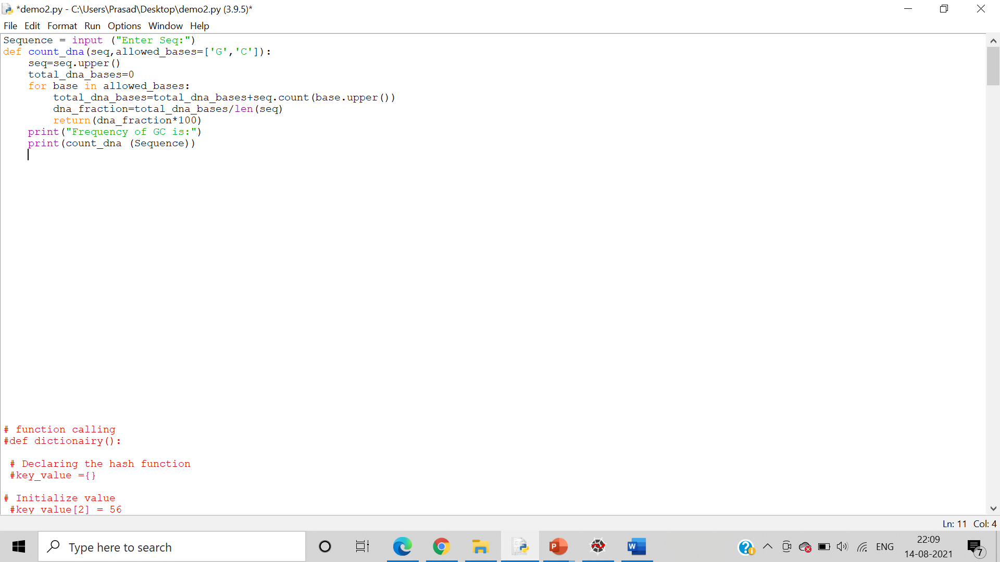 *demo2.py - C:\Users\Prasad\Desktop\demo2.py (3.9.5)*
File Edit Format Run Options Window Help
Sequence = input ("Enter Seq:")
def count_dna(seq,allowed_bases=['G','C']):
    seq=seq.upper()
    total_dna_bases=0
    for base in allowed_bases:
        total_dna_bases=total_dna_bases+seq.count(base.upper())
        dna_fraction=total_dna_bases/len(seq)
        return(dna_fraction*100)
    print("Frequency of GC is:")
    print(count_dna (Sequence))
# function calling
#def dictionairy():
 # Declaring the hash function
 #key_value ={}
# Initialize value
 #key_value[2] = 56
Ln: 11 Col: 4
Type here to search
ENG
22:09
14-08-2021
7